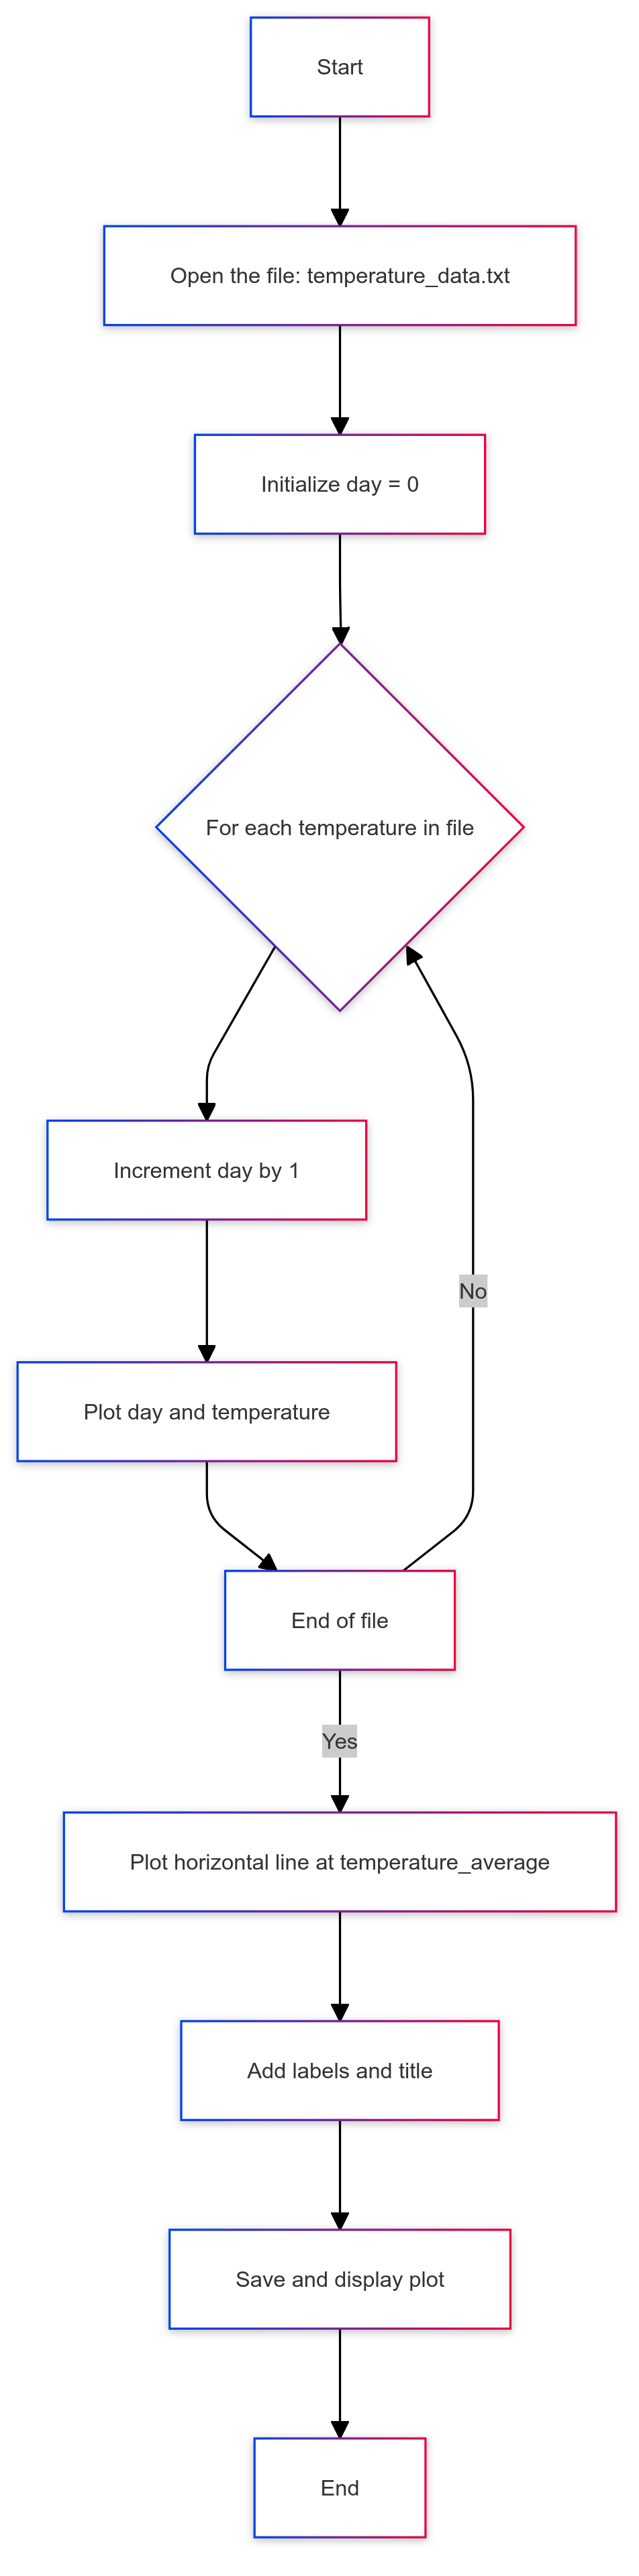 Start
Open the file: temperature_data.txt
Initialize day = 0
For each temperature in file
Increment day by 1
No
Plot day and temperature
End of file
Yes
Plot horizontal line at temperature_average
Add labels and title
Save and display plot
End